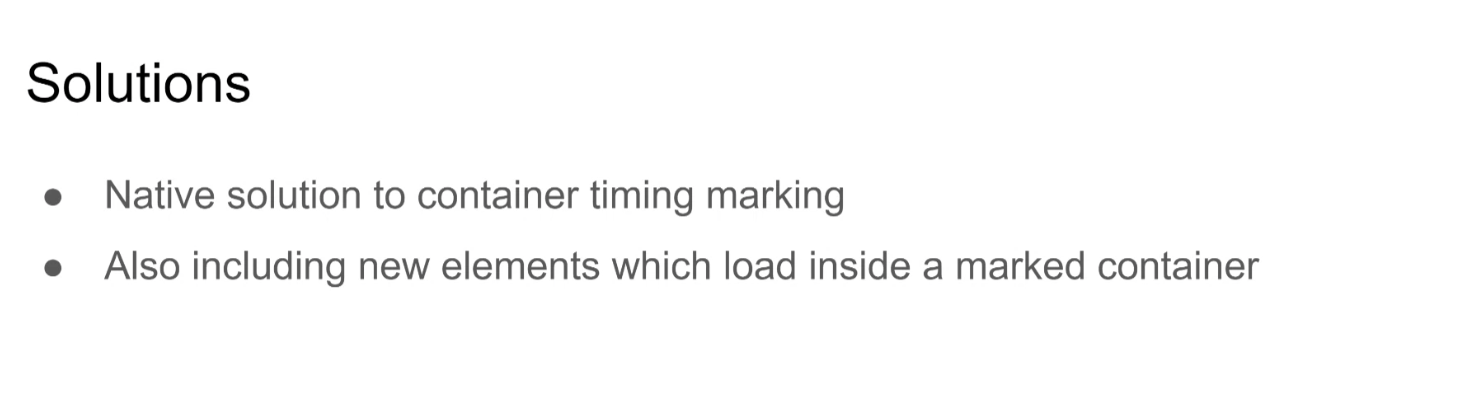 Solutions
● Native solution to container timing marking
● Also including new elements which load inside a marked container